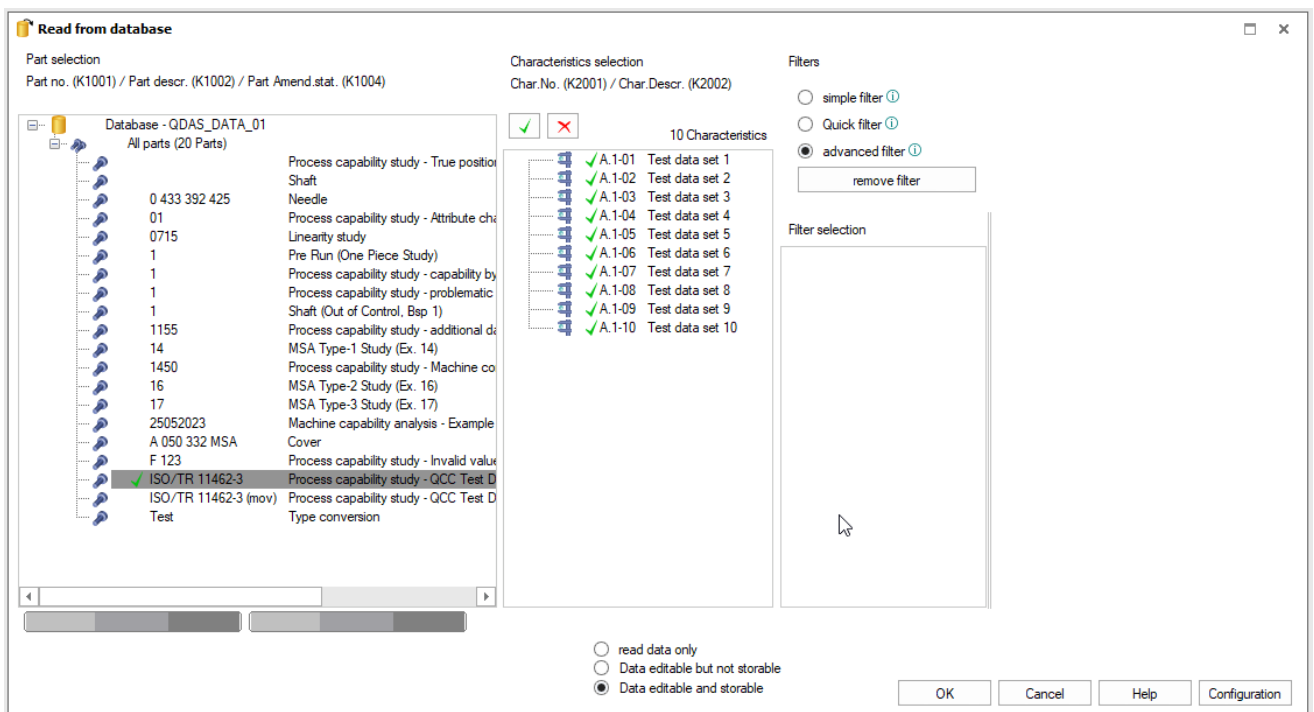 Read from database
Part selection
Part no. (K1001) / Part descr. (K1002) / Part Amend.stat. (K1004)
Database - QDAS_DATA_01
All parts (20 Parts)
Process capability study - True position
Shaft
0 433 392 425 Needle
01 Process capability study - Attribute cha
0715 Linearity study
1 Pre Run (One Piece Study)
1 Process capability study - capability by
1 Process capability study - problematic
1 Shaft (Out of Control, Bsp 1)
1155 Process capability study - additional da
14 MSA Type-1 Study (Ex. 14)
1450 Process capability study - Machine co
16 MSA Type-2 Study (Ex. 16)
17 MSA Type-3 Study (Ex. 17)
25052023 Machine capability analysis - Example
A 050 332 MSA Cover
F 123 Process capability study - Invalid value
ISO/TR 11462-3 Process capability study - QCC Test D
ISO/TR 11462-3 (mov) Process capability study - QCC Test D
Test Type conversion
Characteristics selection
Char.No. (K2001) / Char.Descr. (K2002)
10 Characteristics
A.1-01 Test data set 1
A.1-02 Test data set 2
A.1-03 Test data set 3
A.1-04 Test data set 4
A.1-05 Test data set 5
A.1-06 Test data set 6
A.1-07 Test data set 7
A.1-08 Test data set 8
A.1-09 Test data set 9
A.1-10 Test data set 10
Filters
simple filter
Quick filter
advanced filter
remove filter
Filter selection
read data only
Data editable but not storable
Data editable and storable
OK Cancel Help Configuration